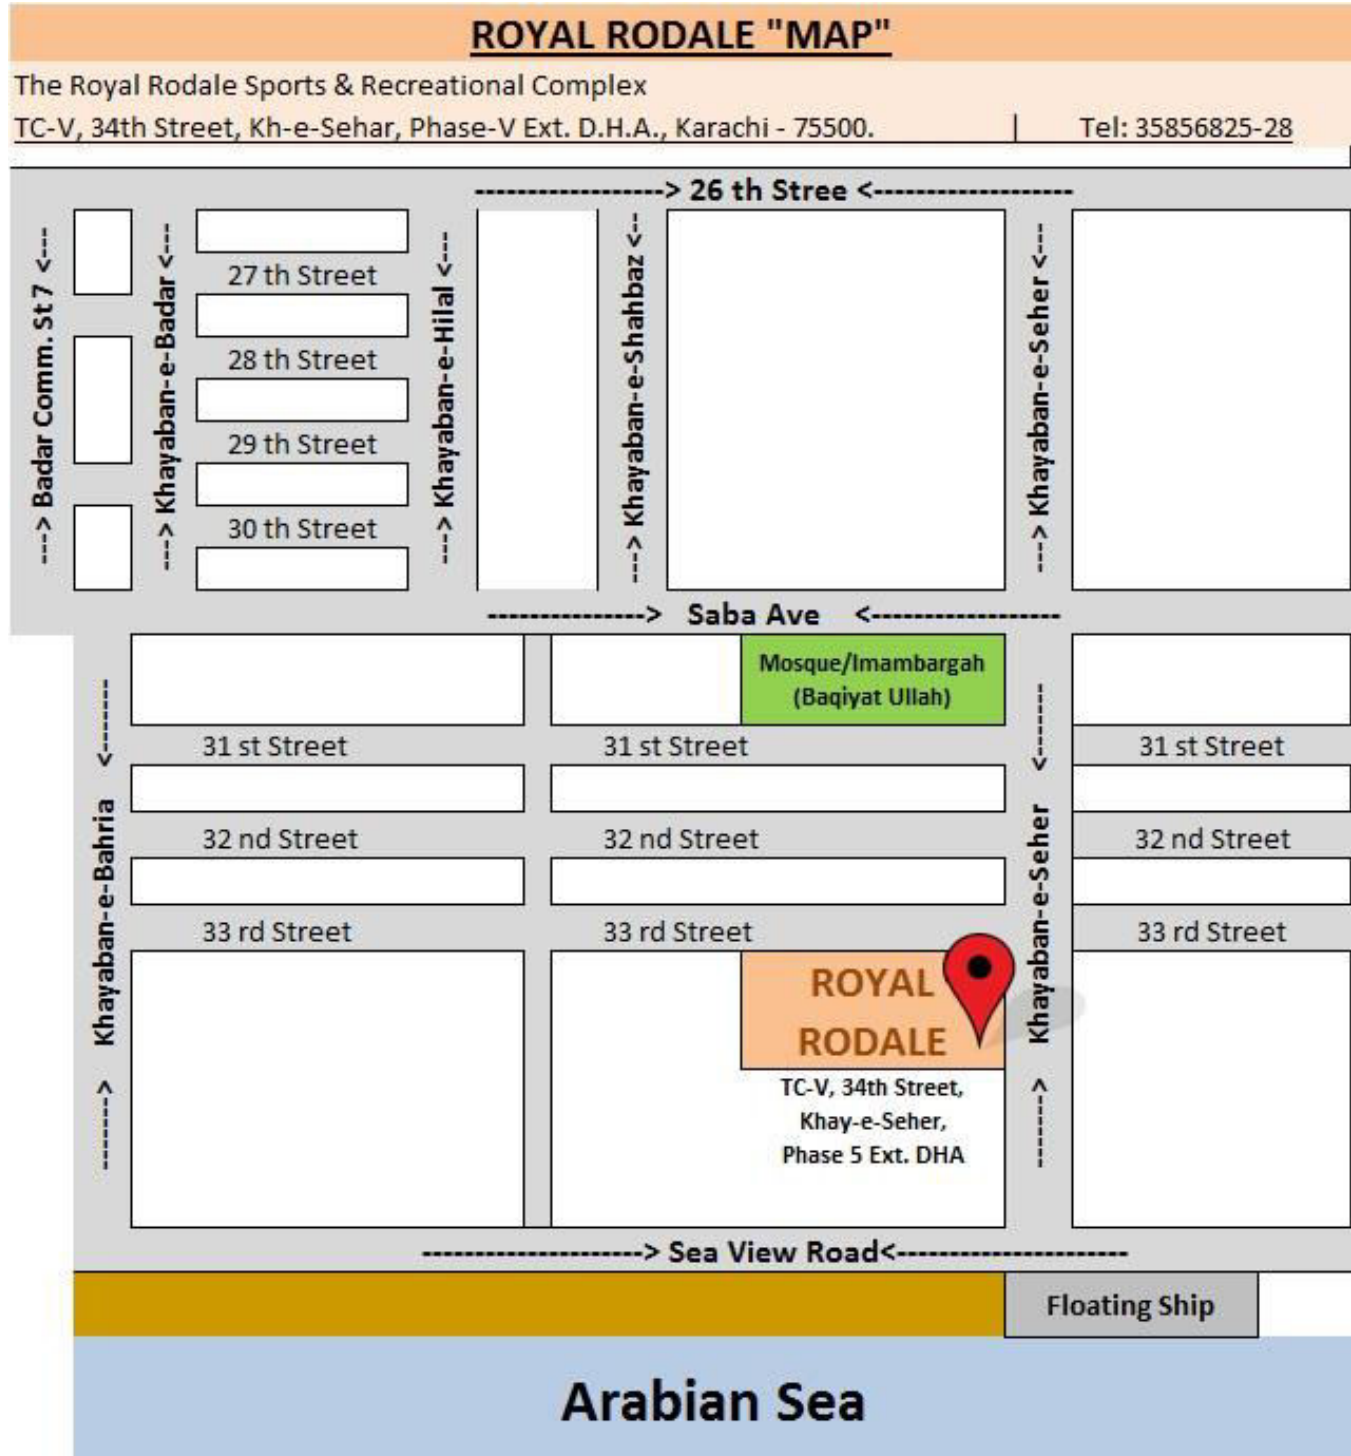 ROYAL RODALE "MAP"
The Royal Rodale Sports & Recreational Complex
TC-V, 34th Street, Kh-e-Sehar, Phase-V Ext. D.H.A., Karachi - 75500. | Tel: 35856825-28
--------------------> 26 th Stree <--------------------
---> Badar Comm. St 7 <---
---> Khayaban-e-Badar <---
27 th Street
28 th Street
29 th Street
30 th Street
---> Khayaban-e-Hilal <---
---> Khayaban-e-Shahbaz <--
---> Khayaban-e-Seher <---
----------------> Saba Ave <-------------------
Mosque/Imambargah
(Baqiyat Ullah)
31 st Street
31 st Street
31 st Street
32 nd Street
32 nd Street
32 nd Street
33 rd Street
33 rd Street
33 rd Street
-------> Khayaban-e-Bahria <-------
-------> Khayaban-e-Seher <-------
ROYAL
RODALE
TC-V, 34th Street,
Khay-e-Seher,
Phase 5 Ext. DHA
----------------------> Sea View Road<-----------------------
Floating Ship
Arabian Sea